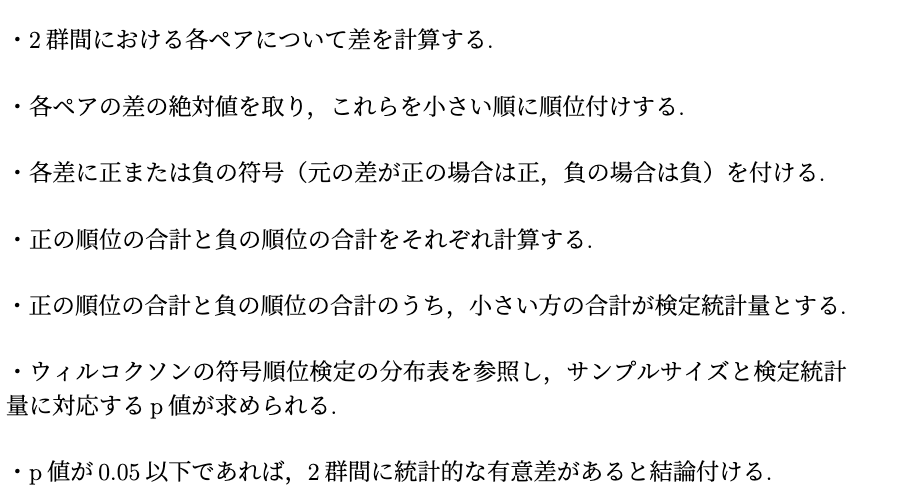 ・2 群間における各ペアについて差を計算する.
・各ペアの差の絶対値を取り，これらを小さい順に順位付けする.
・各差に正または負の符号（元の差が正の場合は正，負の場合は負）を付ける.
・正の順位の合計と負の順位の合計をそれぞれ計算する.
・正の順位の合計と負の順位の合計のうち，小さい方の合計が検定統計量とする.
・ウィルコクソンの符号順位検定の分布表を参照し，サンプルサイズと検定統計
量に対応する p 値が求められる.
・p 値が 0.05 以下であれば，2 群間に統計的な有意差があると結論付ける.